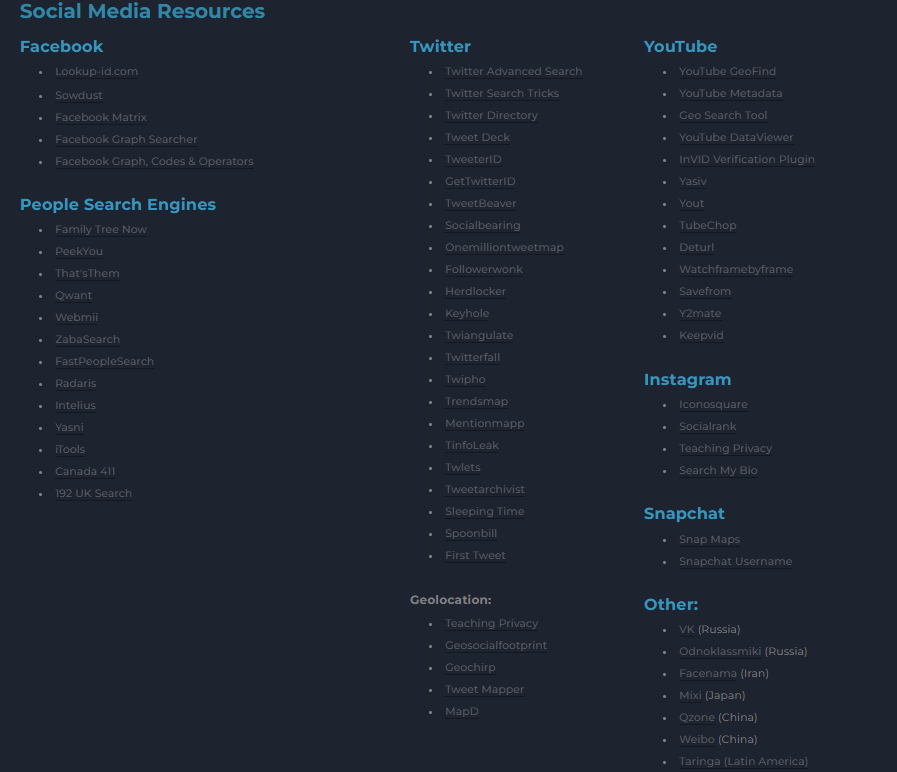 Social Media Resources
Facebook
Lookup-id.com
Sowdust
Facebook Matrix
Facebook Graph Searcher
Facebook Graph, Codes & Operators
People Search Engines
Family Tree Now
PeekYou
That'sThem
Qwant
Webmii
ZabaSearch
FastPeopleSearch
Radaris
Intelius
Yasni
iTools
Canada 411
192 UK Search
Twitter
Twitter Advanced Search
Twitter Search Tricks
Twitter Directory
Tweet Deck
TweeterID
GetTwitterID
TweetBeaver
Socialbearing
Onemilliontweetmap
Followerwonk
Herdlocker
Keyhole
Twiangulate
Twitterfall
Twipho
Trendsmap
Mentionmapp
TinfoLeak
Twlets
Tweetarchivist
Sleeping Time
Spoonbill
First Tweet
Geolocation:
Teaching Privacy
Geosocialfootprint
Geochirp
Tweet Mapper
MapD
YouTube
YouTube GeoFind
YouTube Metadata
Geo Search Tool
YouTube DataViewer
InVID Verification Plugin
Yasiv
Yout
TubeChop
Deturl
Watchframebyframe
Savefrom
Y2mate
Keepvid
Instagram
Iconosquare
Socialrank
Teaching Privacy
Search My Bio
Snapchat
Snap Maps
Snapchat Username
Other:
VK (Russia)
Odnoklassmiki (Russia)
Facenama (Iran)
Mixi (Japan)
Qzone (China)
Weibo (China)
Taringa (Latin America)